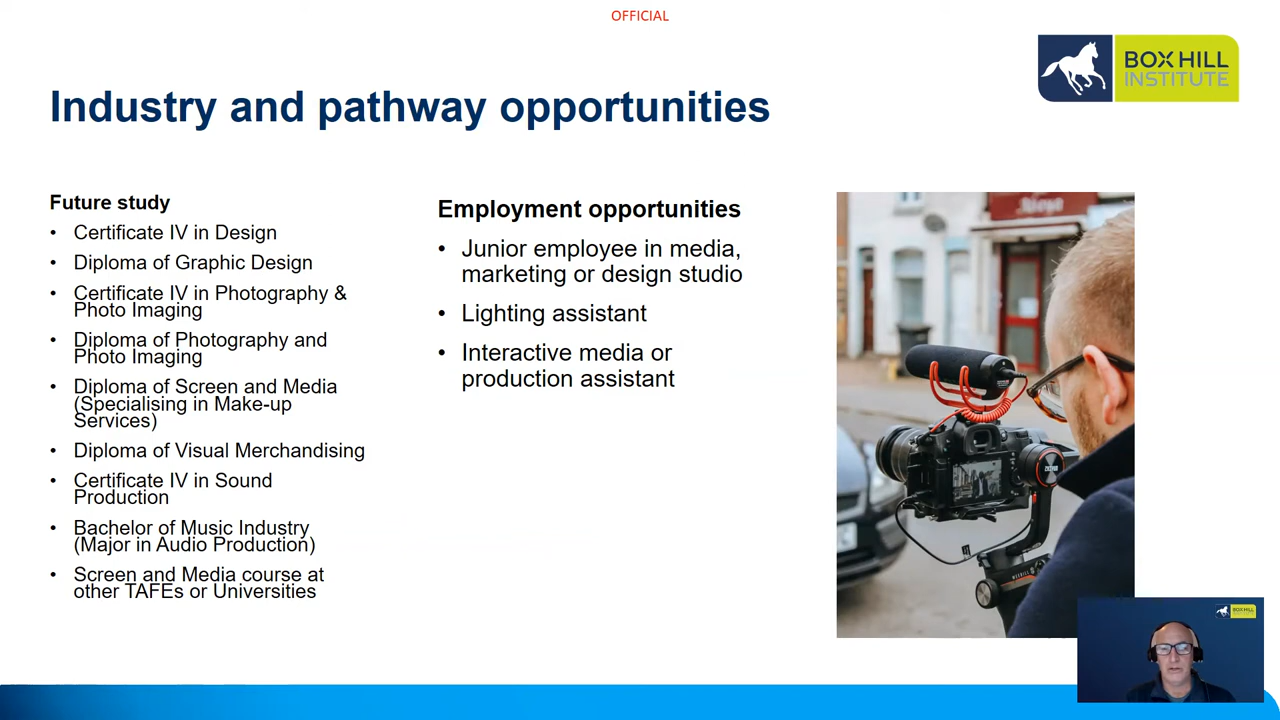 OFFICIAL
BOX HILL
INSTITUTE
Industry and pathway opportunities
Future study
• Certificate IV in Design
• Diploma of Graphic Design
• Certificate IV in Photography &
Photo Imaging
• Diploma of Photography and
Photo Imaging
• Diploma of Screen and Media
(Specialising in Make-up
Services)
• Diploma of Visual Merchandising
• Certificate IV in Sound
Production
• Bachelor of Music Industry
(Major in Audio Production)
• Screen and Media course at
other TAFEs or Universities
Employment opportunities
• Junior employee in media,
marketing or design studio
• Lighting assistant
• Interactive media or
production assistant
BOX HILL